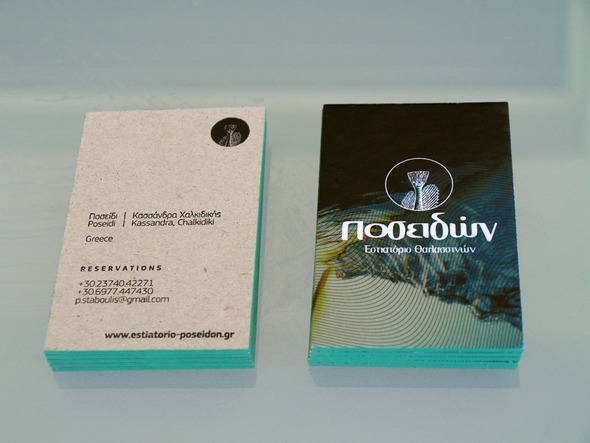 Ποσείδι | Κασσάνδρα Χαλκιδικής
Poseidi | Kassandra, Chalkidiki
Greece
RESERVATIONS
+30.23740.42271
+30.6977.447430
p.staboulis@gmail.com
www.estiatorio-poseidon.gr
Ποσειδών
Εστιατόριο Θαλασσινών